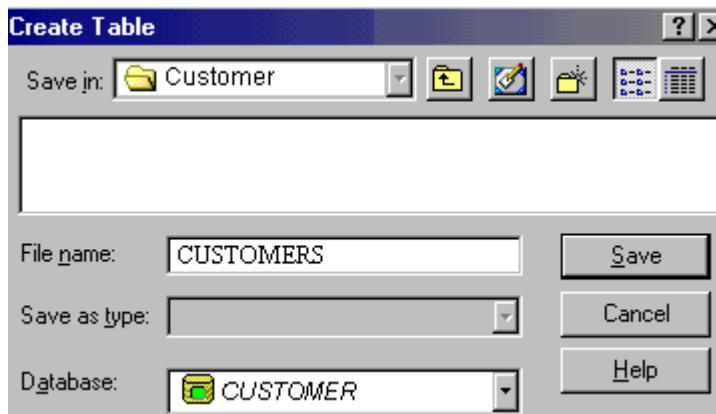 Create Table
Save in: Customer
File name: CUSTOMERS Save
Save as type: Cancel
Help
Database: CUSTOMER